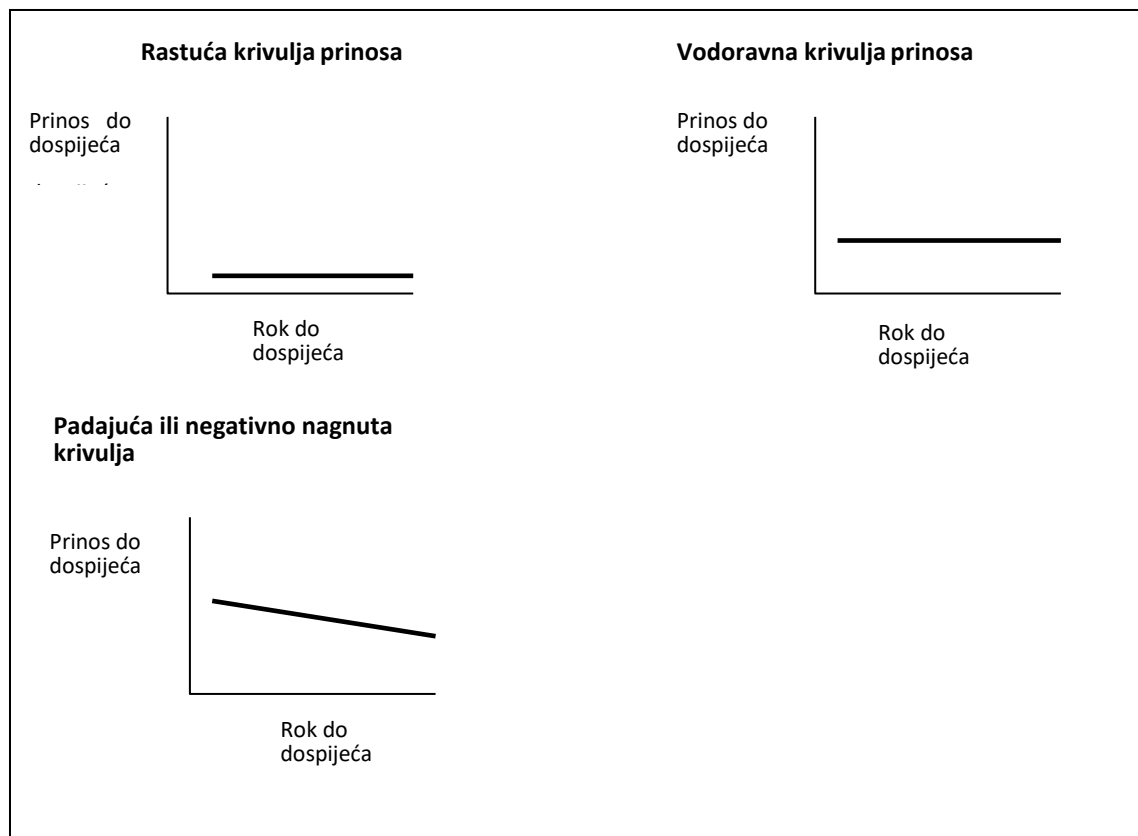 Rastuća krivulja prinosa
Prinos do
dospijeća
Rok do
dospijeća
Vodoravna krivulja prinosa
Prinos do
dospijeća
Rok do
dospijeća
Padajuća ili negativno nagnuta
krivulja
Prinos do
dospijeća
Rok do
dospijeća